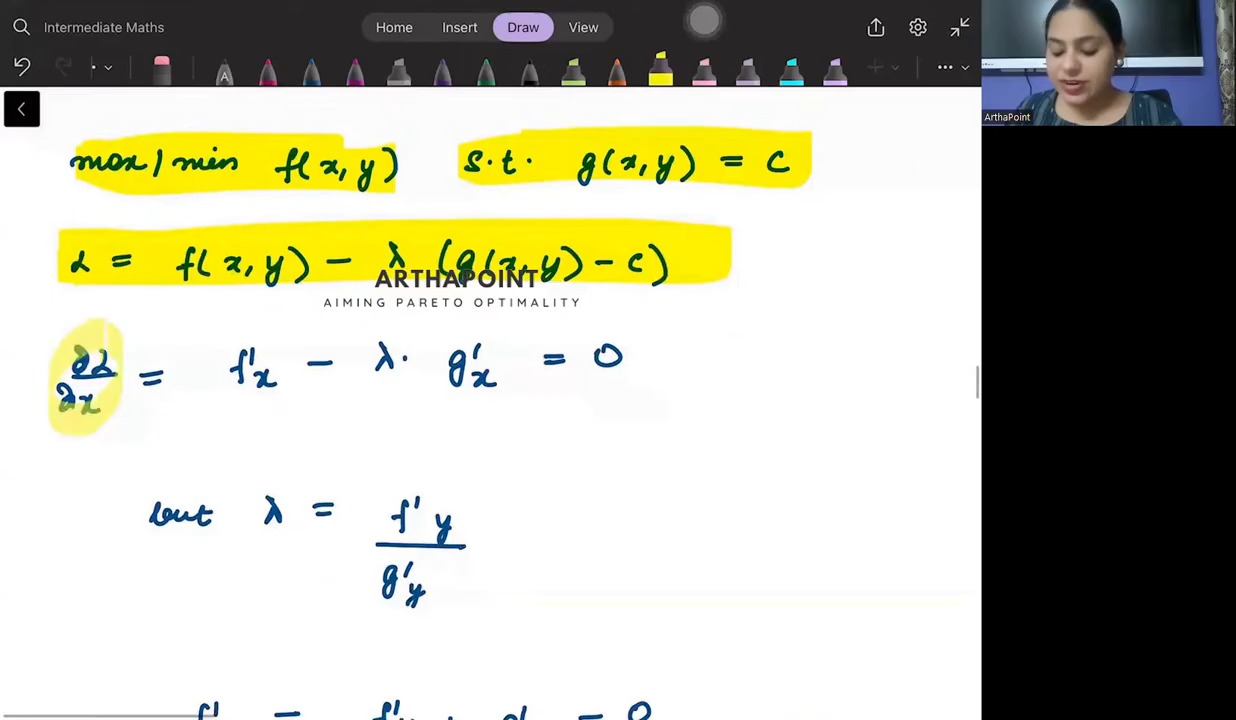 Intermediate Maths
Home Insert Draw View
A
max/min f(x,y) s.t. g(x,y) = c
ℒ = f(x,y) - λ (g(x,y) - c)
ARTHAPOINT
AIMING PARETO OPTIMALITY
∂ℒ/∂x = f'x - λ. g'x = 0
but λ = f'y / g'y
ArthaPoint